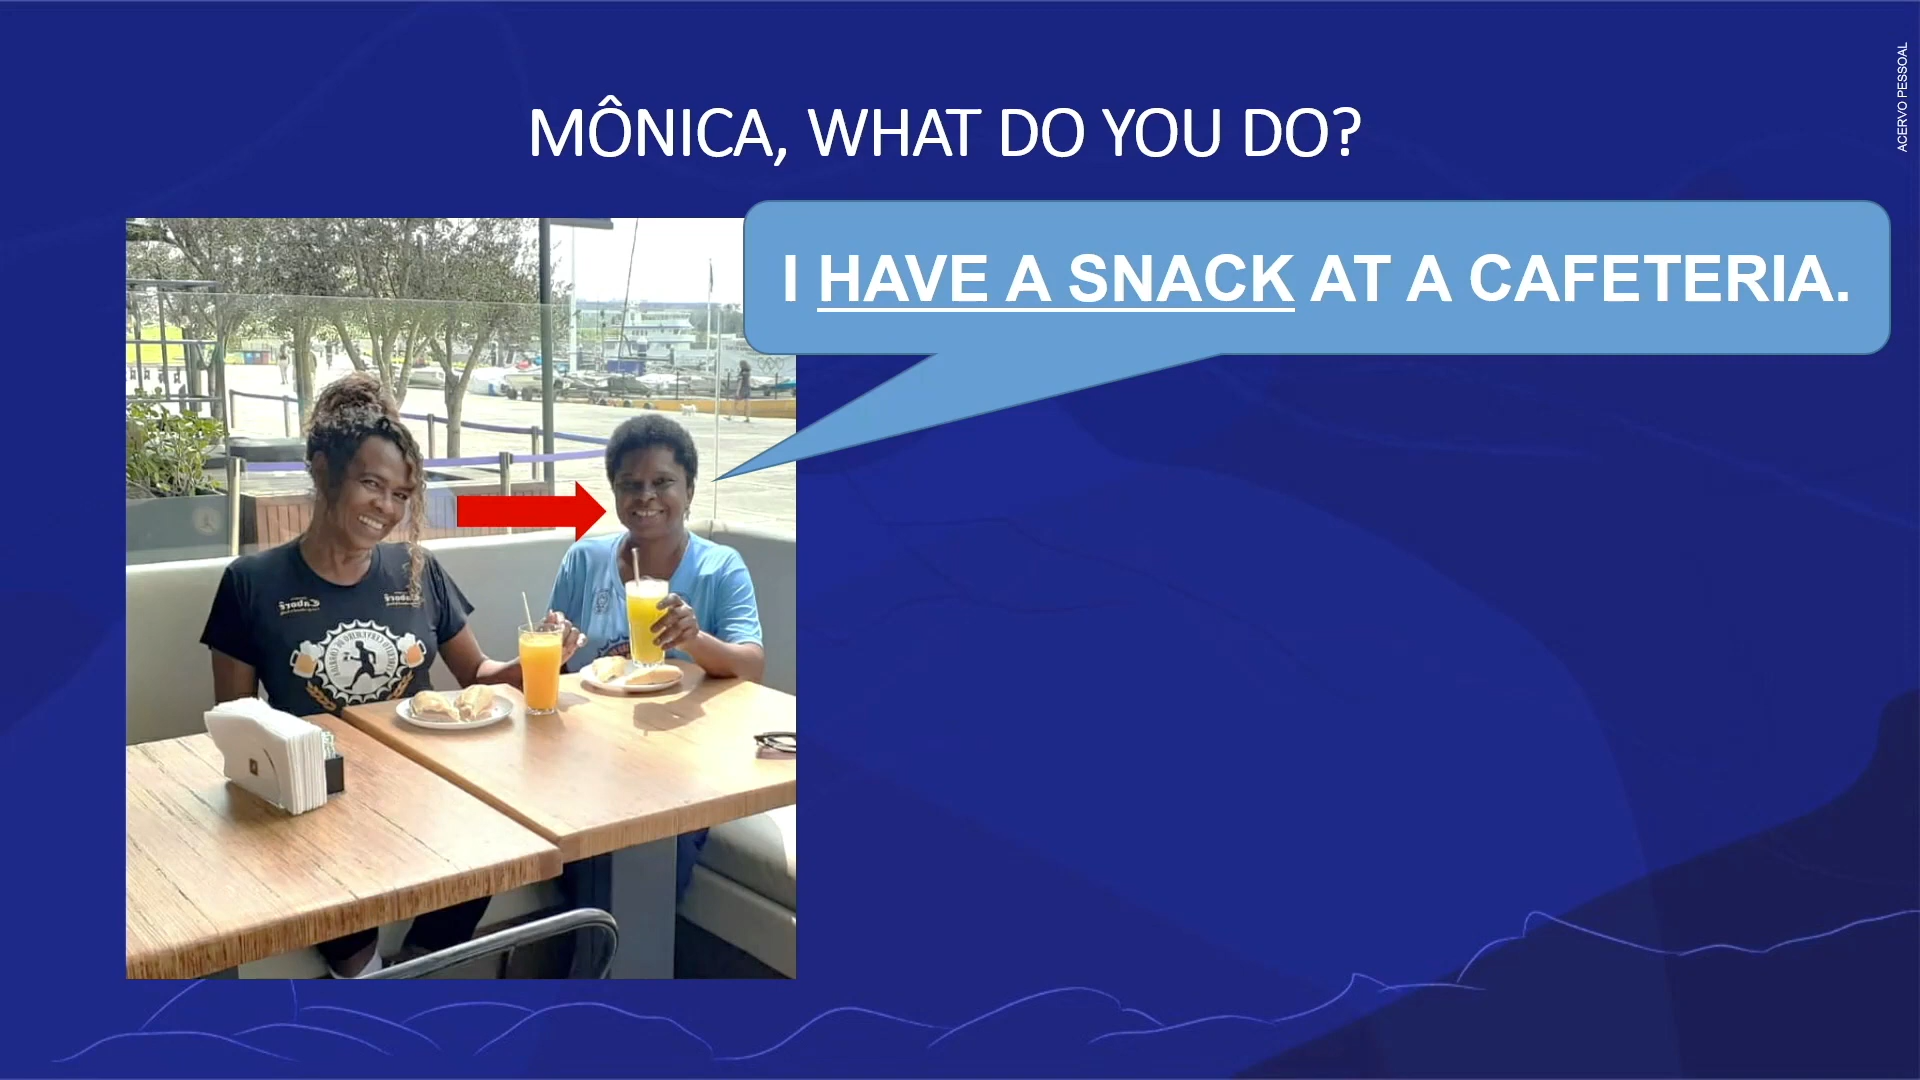 ACERVO PESSOAL
MÔNICA, WHAT DO YOU DO?
I HAVE A SNACK AT A CAFETERIA.